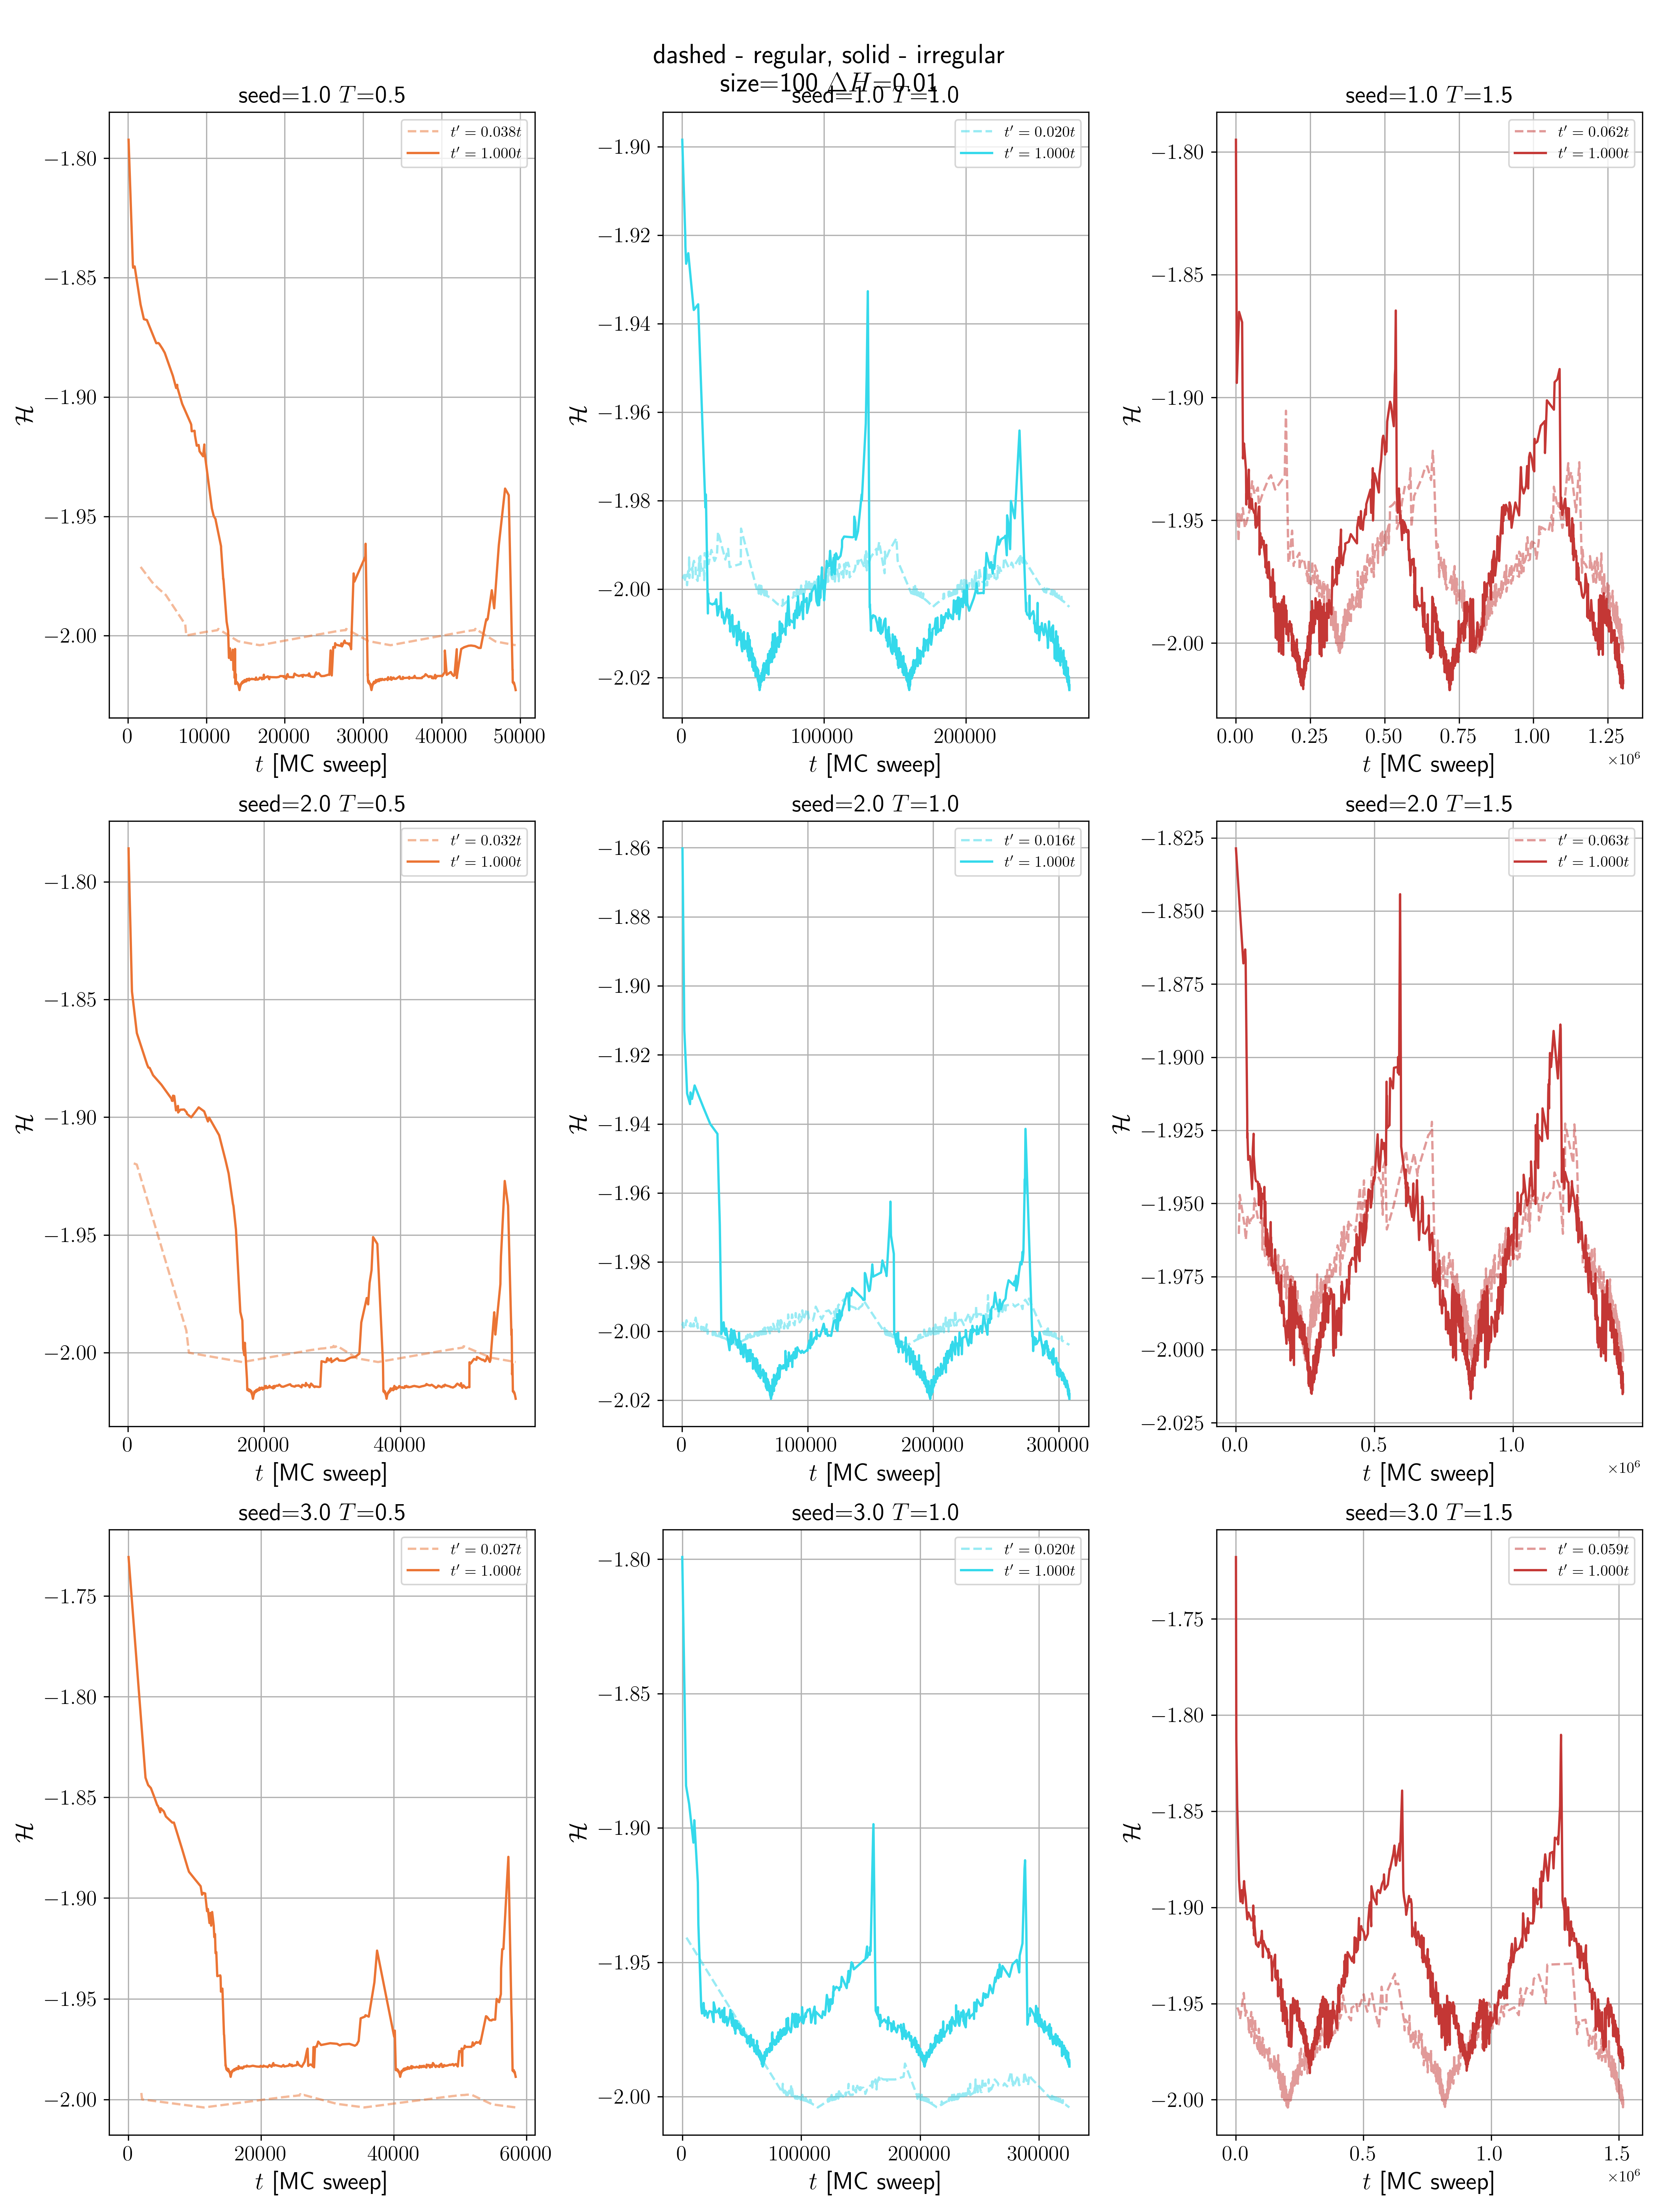 dashed - regular, solid - irregular
size=100 ΔH=0.01
seed=1.0 T=0.5
t′ = 0.038t
t′ = 1.000t
−1.80
−1.85
−1.90
−1.95
−2.00
ℋ
0 10000 20000 30000 40000 50000
t [MC sweep]
seed=1.0 T=1.0
t′ = 0.020t
t′ = 1.000t
−1.90
−1.92
−1.94
−1.96
−1.98
−2.00
−2.02
ℋ
0 100000 200000
t [MC sweep]
seed=1.0 T=1.5
t′ = 0.062t
t′ = 1.000t
−1.80
−1.85
−1.90
−1.95
−2.00
ℋ
0.00 0.25 0.50 0.75 1.00 1.25
×10⁶
t [MC sweep]
seed=2.0 T=0.5
t′ = 0.032t
t′ = 1.000t
−1.80
−1.85
−1.90
−1.95
−2.00
ℋ
0 20000 40000
t [MC sweep]
seed=2.0 T=1.0
t′ = 0.016t
t′ = 1.000t
−1.86
−1.88
−1.90
−1.92
−1.94
−1.96
−1.98
−2.00
−2.02
ℋ
0 100000 200000 300000
t [MC sweep]
seed=2.0 T=1.5
t′ = 0.063t
t′ = 1.000t
−1.825
−1.850
−1.875
−1.900
−1.925
−1.950
−1.975
−2.000
−2.025
ℋ
0.0 0.5 1.0
×10⁶
t [MC sweep]
seed=3.0 T=0.5
t′ = 0.027t
t′ = 1.000t
−1.75
−1.80
−1.85
−1.90
−1.95
−2.00
ℋ
0 20000 40000 60000
t [MC sweep]
seed=3.0 T=1.0
t′ = 0.020t
t′ = 1.000t
−1.80
−1.85
−1.90
−1.95
−2.00
ℋ
0 100000 200000 300000
t [MC sweep]
seed=3.0 T=1.5
t′ = 0.059t
t′ = 1.000t
−1.75
−1.80
−1.85
−1.90
−1.95
−2.00
ℋ
0.0 0.5 1.0 1.5
×10⁶
t [MC sweep]